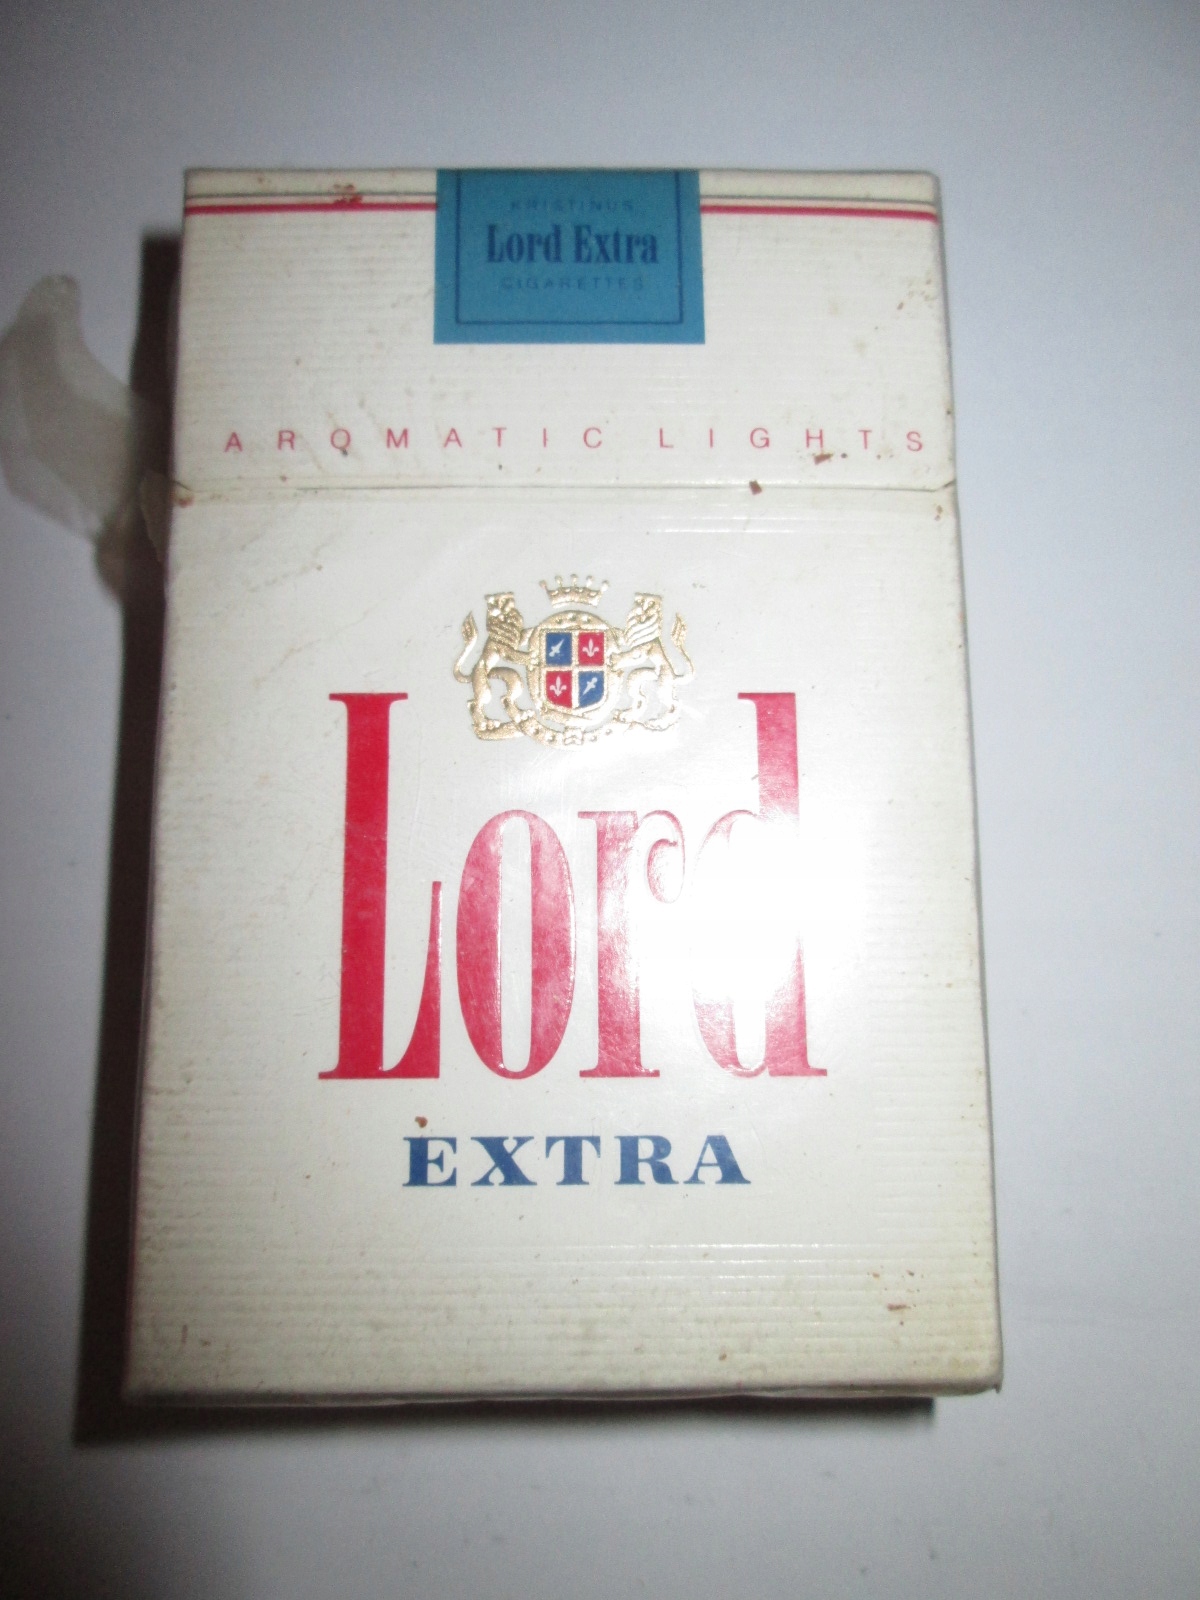 KRISTINUS
Lord Extra
CIGARETTES
AROMATIC LIGHTS
Lord
EXTRA